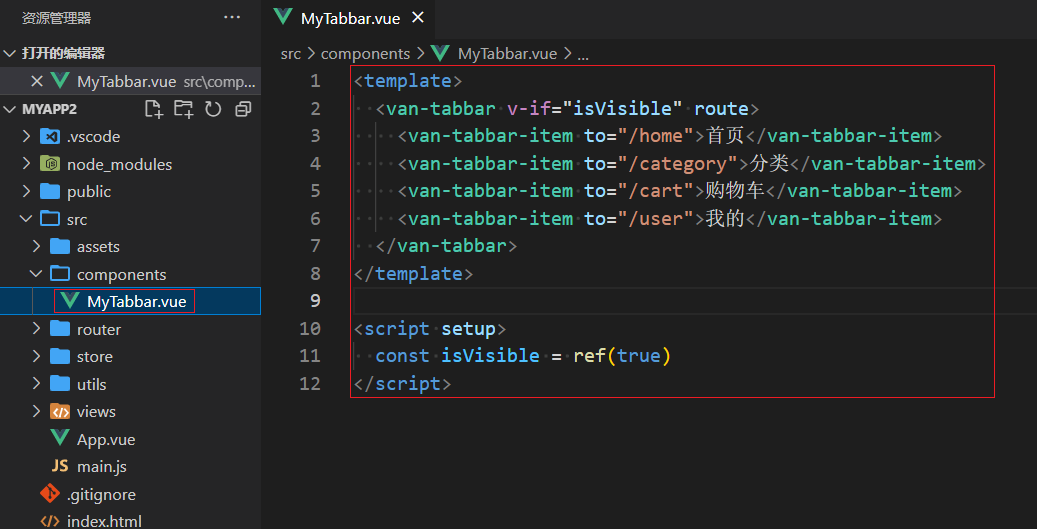 资源管理器 ···
打开的编辑器
MyTabbar.vue src\comp...
MYAPP2
.vscode
node_modules
public
src
assets
components
MyTabbar.vue
router
store
utils
views
App.vue
JS main.js
.gitignore
index.html
MyTabbar.vue
src > components > MyTabbar.vue > ...
1 <template>
2 <van-tabbar v-if="isVisible" route>
3 <van-tabbar-item to="/home">首页</van-tabbar-item>
4 <van-tabbar-item to="/category">分类</van-tabbar-item>
5 <van-tabbar-item to="/cart">购物车</van-tabbar-item>
6 <van-tabbar-item to="/user">我的</van-tabbar-item>
7 </van-tabbar>
8 </template>
9
10 <script setup>
11 const isVisible = ref(true)
12 </script>